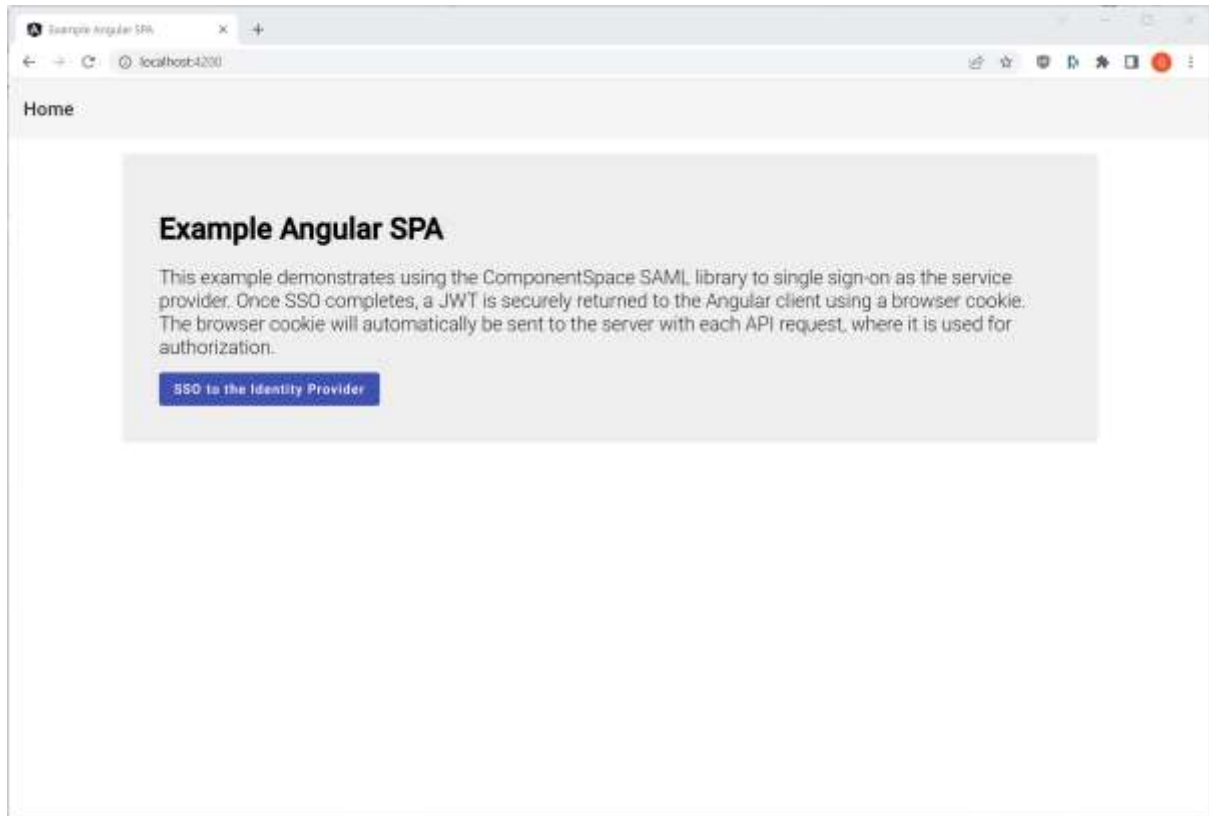 Example Angular SPA
localhost:4200
Home
Example Angular SPA
This example demonstrates using the ComponentSpace SAML library to single sign-on as the service
provider. Once SSO completes, a JWT is securely returned to the Angular client using a browser cookie.
The browser cookie will automatically be sent to the server with each API request, where it is used for
authorization.
SSO to the Identity Provider